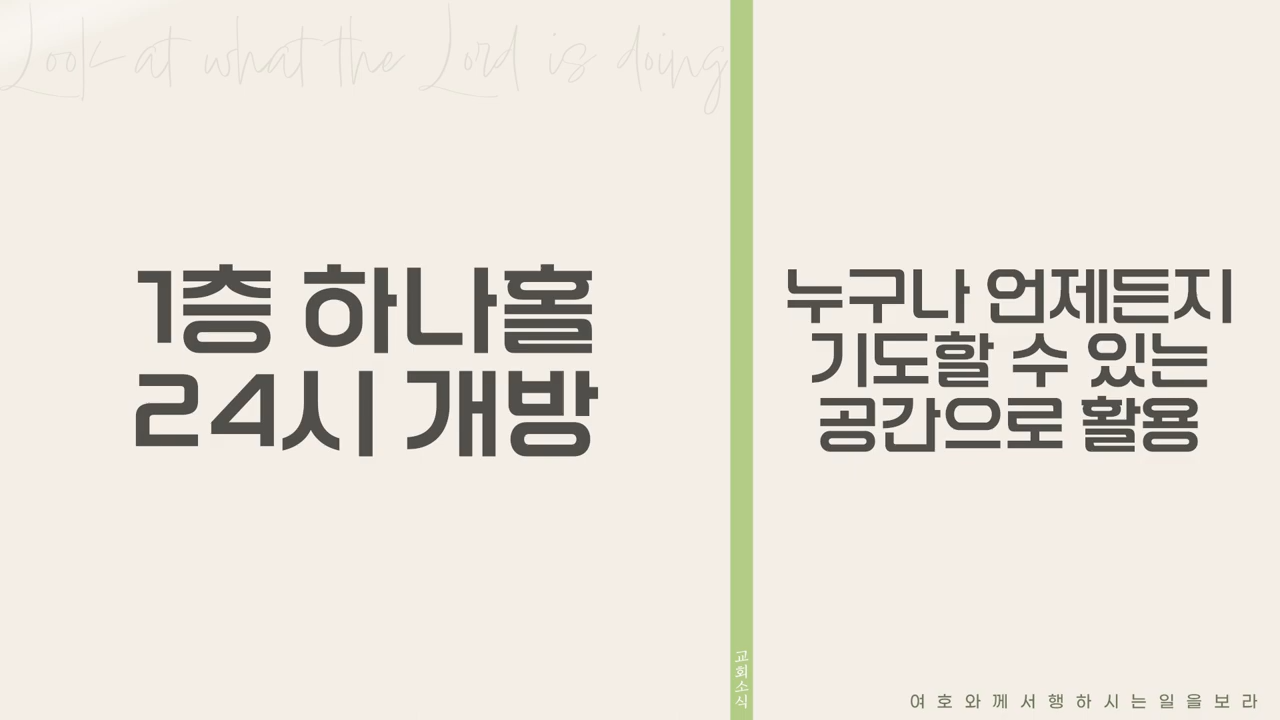 Look at what the Lord is doing
1층 하나홀
24시 개방
누구나 언제든지
기도할 수 있는
공간으로 활용
교회소식
여호와께서행하시는일을보라